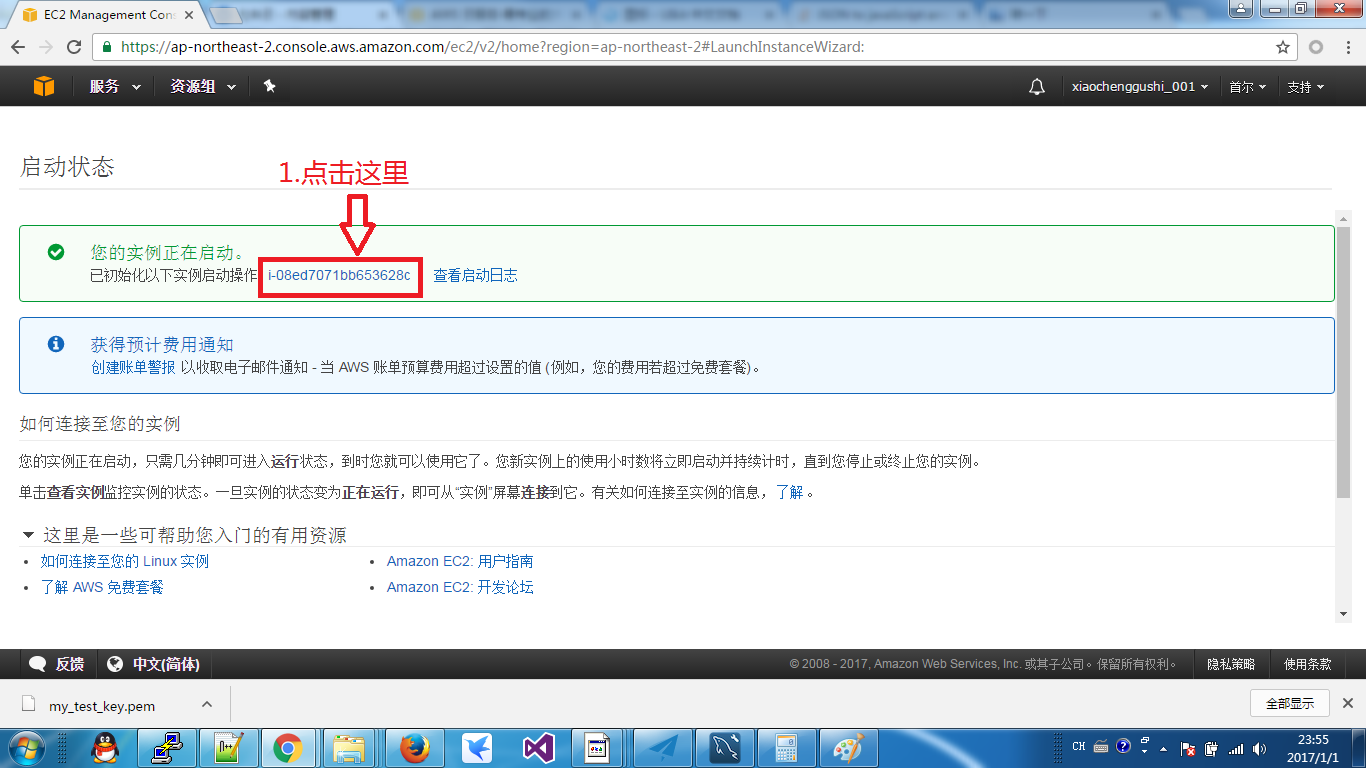 EC2 Management Con
https://ap-northeast-2.console.aws.amazon.com/ec2/v2/home?region=ap-northeast-2#LaunchInstanceWizard:
服务 资源组 xiaochenggushi_001 首尔 支持
启动状态
1.点击这里
您的实例正在启动。
已初始化以下实例启动操作 i-08ed7071bb653628c 查看启动日志
获得预计费用通知
创建账单警报 以收取电子邮件通知 - 当 AWS 账单预算费用超过设置的值 (例如，您的费用若超过免费套餐)。
如何连接至您的实例
您的实例正在启动，只需几分钟即可进入运行状态，到时您就可以使用它了。您新实例上的使用小时数将立即启动并持续计时，直到您停止或终止您的实例。
单击查看实例监控实例的状态。一旦实例的状态变为正在运行，即可从“实例”屏幕连接到它。有关如何连接至实例的信息，了解 。
这里是一些可帮助您入门的有用资源
如何连接至您的 Linux 实例 Amazon EC2: 用户指南
了解 AWS 免费套餐 Amazon EC2: 开发论坛
反馈 中文(简体) © 2008 - 2017, Amazon Web Services, Inc. 或其子公司。保留所有权利。 隐私策略 使用条款
my_test_key.pem 全部显示
CH 23:55
2017/1/1